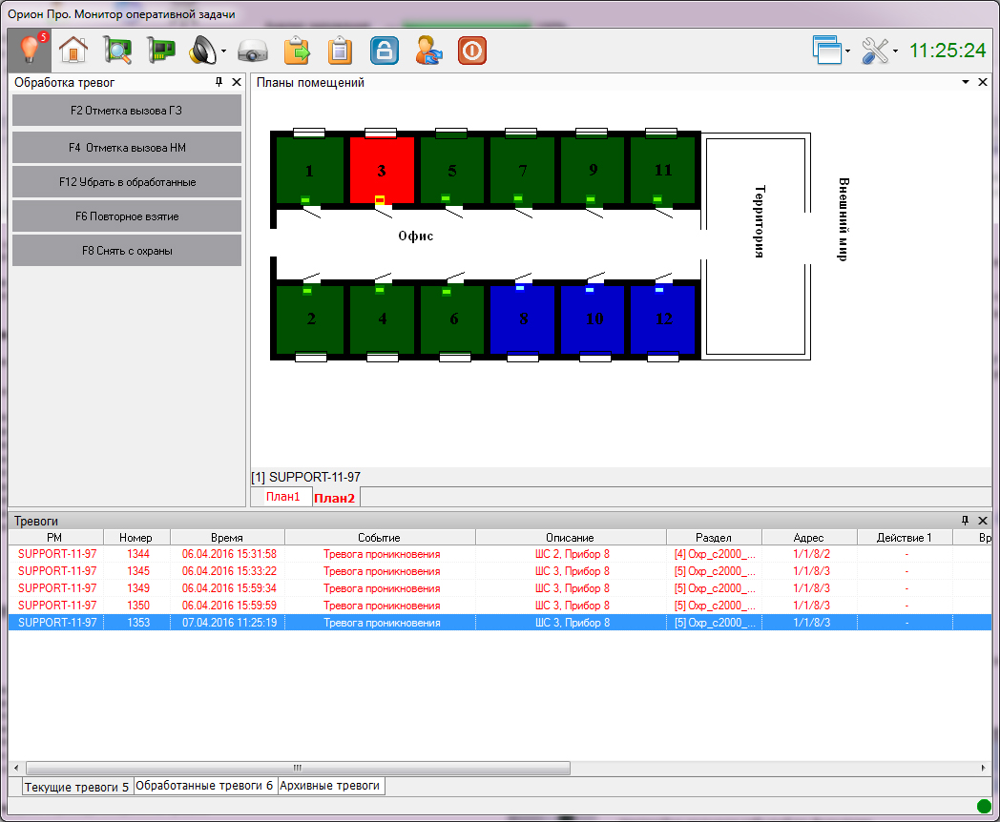 Орион Про. Монитор оперативной задачи
5
11:25:24
Обработка тревог
F2 Отметка вызова ГЗ
F4 Отметка вызова НМ
F12 Убрать в обработанные
F6 Повторное взятие
F8 Снять с охраны
Планы помещений
1 3 5 7 9 11
Офис
Территория
Внешний мир
2 4 6 8 10 12
[1] SUPPORT-11-97
План1 План2
Тревоги
РМ Номер Время Событие Описание Раздел Адрес Действие 1 Вр
SUPPORT-11-97 1344 06.04.2016 15:31:58 Тревога проникновения ШС 2, Прибор 8 [4] Охр_с2000_... 1/1/8/2 -
SUPPORT-11-97 1345 06.04.2016 15:33:22 Тревога проникновения ШС 3, Прибор 8 [5] Охр_с2000_... 1/1/8/3 -
SUPPORT-11-97 1349 06.04.2016 15:59:34 Тревога проникновения ШС 3, Прибор 8 [5] Охр_с2000_... 1/1/8/3 -
SUPPORT-11-97 1350 06.04.2016 15:59:59 Тревога проникновения ШС 3, Прибор 8 [5] Охр_с2000_... 1/1/8/3 -
SUPPORT-11-97 1353 07.04.2016 11:25:19 Тревога проникновения ШС 3, Прибор 8 [5] Охр_с2000_... 1/1/8/3 -
Текущие тревоги 5 Обработанные тревоги 6 Архивные тревоги